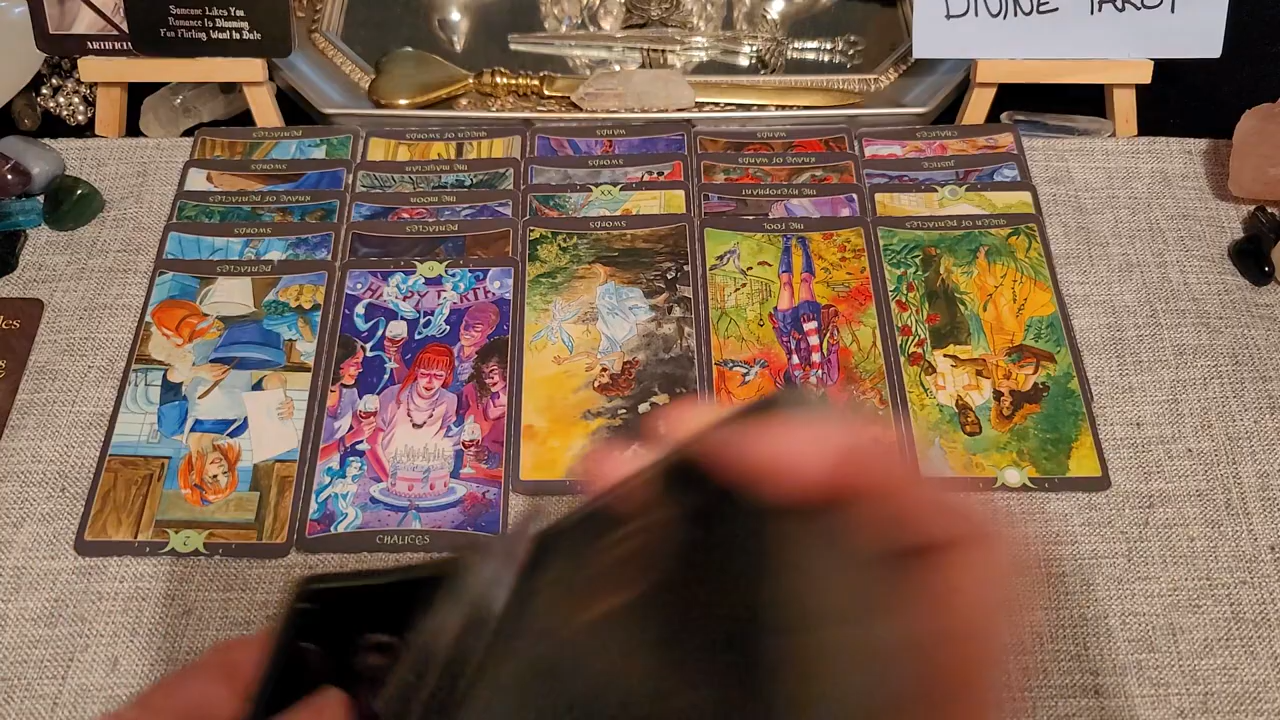 Someone Likes You.
Romance Is Blooming.
Fun Flirting. Want to Date
DIVINE TAROT
PENTACLES
QUEEN OF SWORDS
WANDS
WANDS
CHALICES
SWORDS
THE MAGICIAN
SWORDS
KNAVE OF WANDS
JUSTICE
KNAVE OF PENTACLES
THE MOON
XX
THE HIEROPHANT
SWORDS
PENTACLES
SWORDS
THE FOOL
QUEEN OF PENTACLES
PENTACLES
HAPPY BIRTH
CHALICES
2